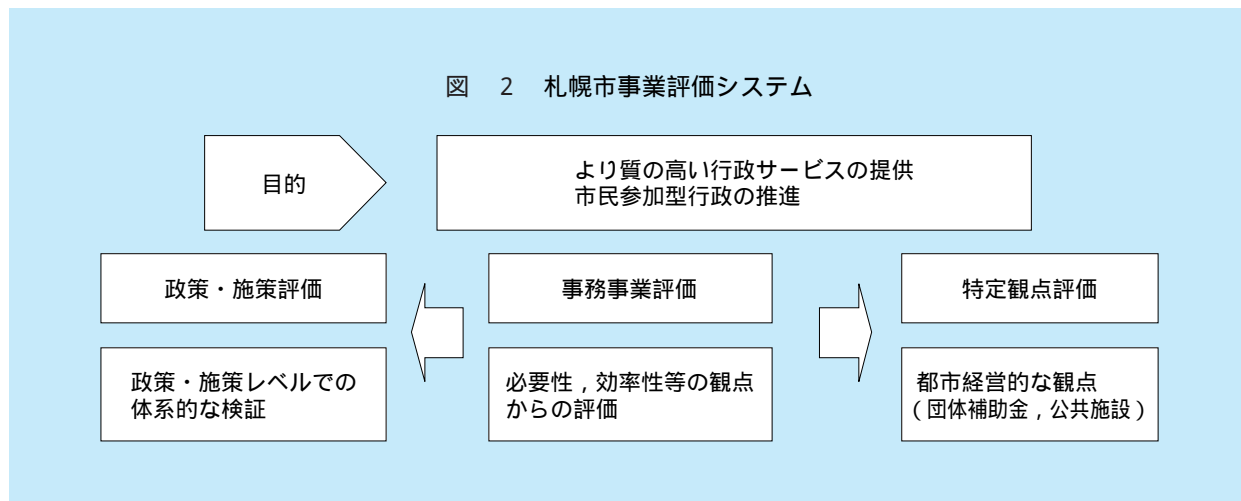 図　2　札幌市事業評価システム
目的
より質の高い行政サービスの提供
市民参加型行政の推進
政策・施策評価
事務事業評価
特定観点評価
政策・施策レベルでの
体系的な検証
必要性，効率性等の観点
からの評価
都市経営的な観点
（団体補助金，公共施設）